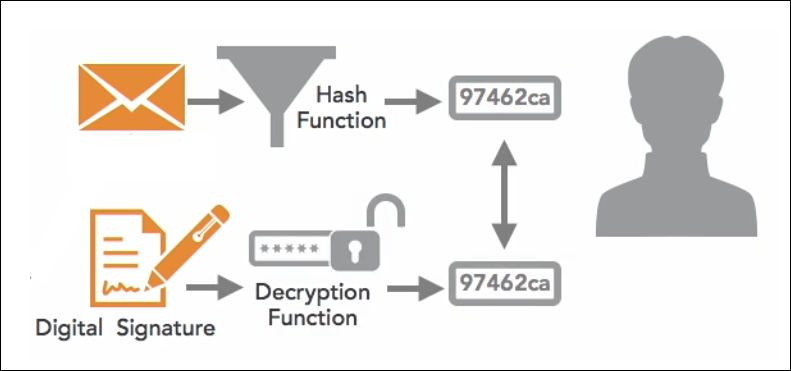 Hash
Function
97462ca
*****
97462ca
Decryption
Function
Digital Signature